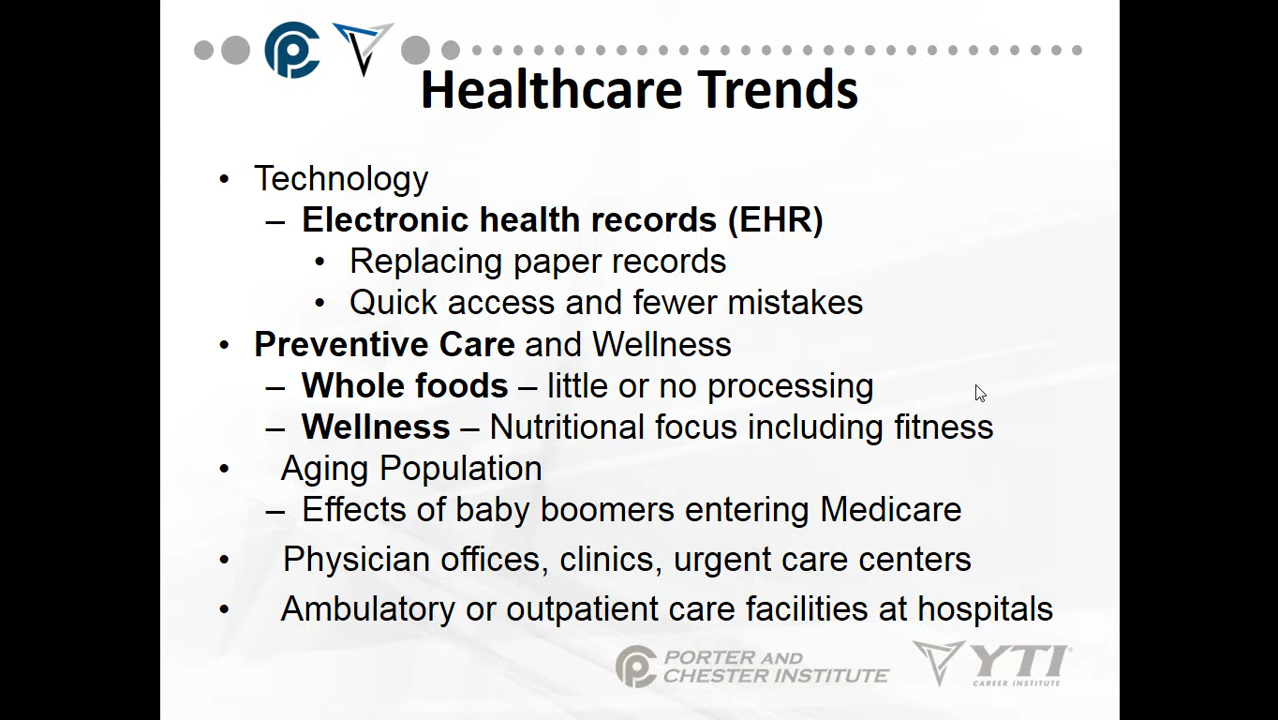 Healthcare Trends
• Technology
– Electronic health records (EHR)
• Replacing paper records
• Quick access and fewer mistakes
• Preventive Care and Wellness
– Whole foods – little or no processing
– Wellness – Nutritional focus including fitness
• Aging Population
– Effects of baby boomers entering Medicare
• Physician offices, clinics, urgent care centers
• Ambulatory or outpatient care facilities at hospitals
PORTER AND
CHESTER INSTITUTE
YTI®
CAREER INSTITUTE